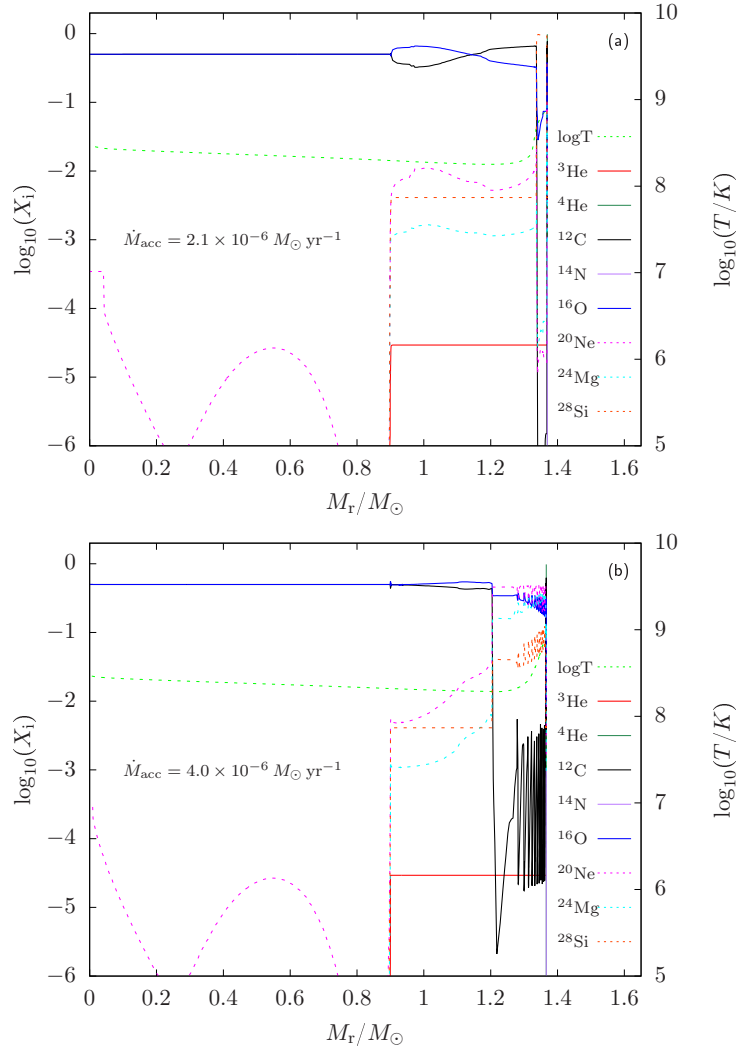 (a)
log₁₀(Xᵢ)
0
−1
−2
−3
−4
−5
−6
10
9
8
7
6
5
log₁₀(T/K)
logT
³He
⁴He
¹²C
¹⁴N
¹⁶O
²⁰Ne
²⁴Mg
²⁸Si
Ṁacc = 2.1 × 10⁻⁶ M⊙ yr⁻¹
0 0.2 0.4 0.6 0.8 1 1.2 1.4 1.6
Mr/M⊙
(b)
log₁₀(Xᵢ)
0
−1
−2
−3
−4
−5
−6
10
9
8
7
6
5
log₁₀(T/K)
logT
³He
⁴He
¹²C
¹⁴N
¹⁶O
²⁰Ne
²⁴Mg
²⁸Si
Ṁacc = 4.0 × 10⁻⁶ M⊙ yr⁻¹
0 0.2 0.4 0.6 0.8 1 1.2 1.4 1.6
Mr/M⊙